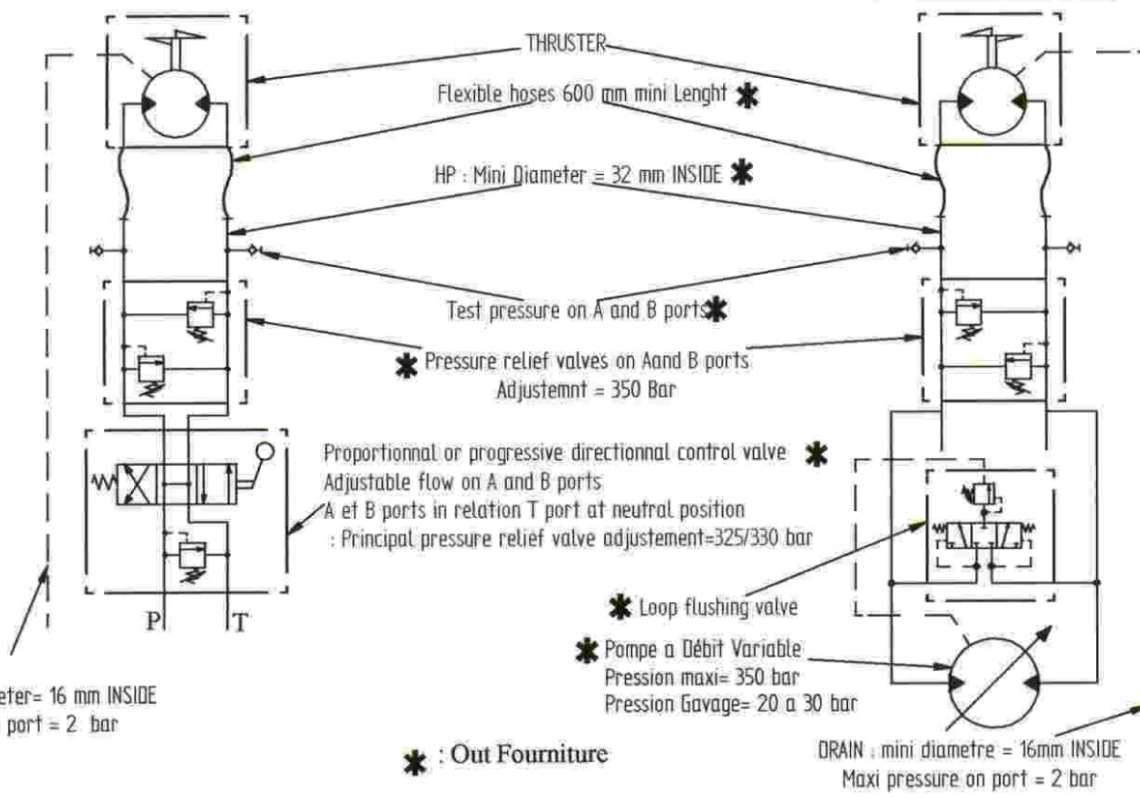 THRUSTER
Flexible hoses 600 mm mini Lenght ✱
HP : Mini Diameter = 32 mm INSIDE ✱
Test pressure on A and B ports ✱
✱ Pressure relief valves on Aand B ports
Adjustemnt = 350 Bar
Proportionnal or progressive directionnal control valve ✱
Adjustable flow on A and B ports
A et B ports in relation T port at neutral position
: Principal pressure relief valve adjustement=325/330 bar
P T
✱ Loop flushing valve
✱ Pompe a Débit Variable
Pression maxi= 350 bar
Pression Gavage= 20 a 30 bar
eter= 16 mm INSIDE
port = 2 bar
✱ : Out Fourniture
DRAIN : mini diametre = 16mm INSIDE
Maxi pressure on port = 2 bar